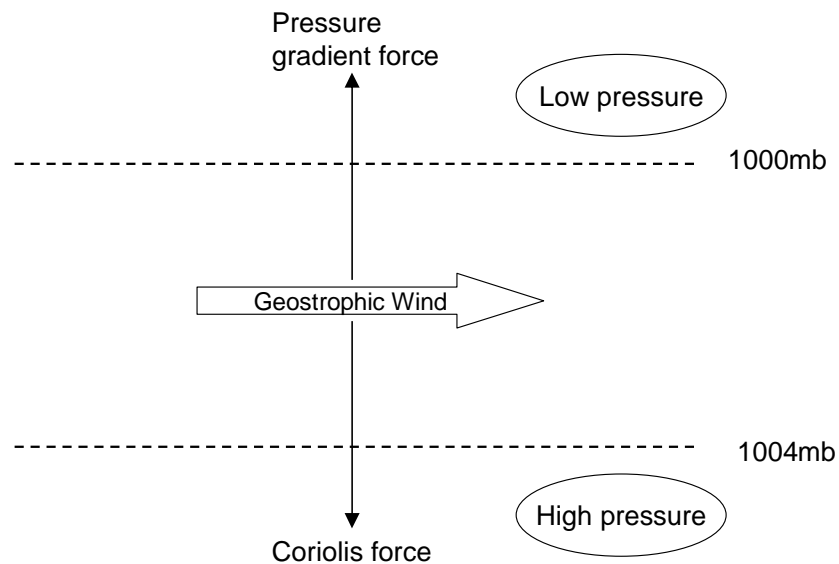 Pressure
gradient force
Low pressure
1000mb
Geostrophic Wind
1004mb
High pressure
Coriolis force